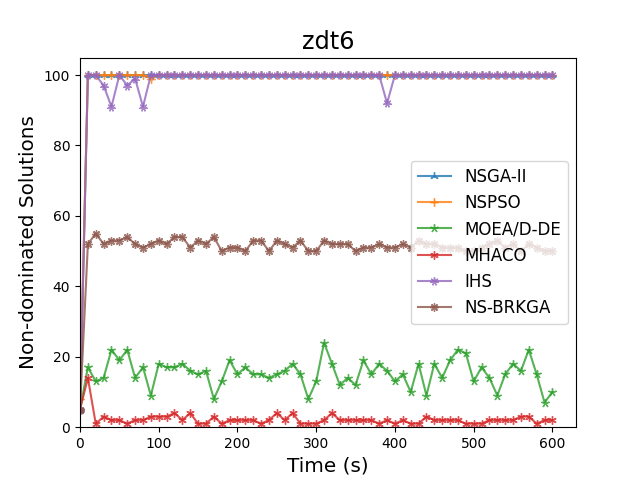 zdt6
Non-dominated Solutions
100
80
60
40
20
0
0 100 200 300 400 500 600
Time (s)
NSGA-II
NSPSO
MOEA/D-DE
MHACO
IHS
NS-BRKGA